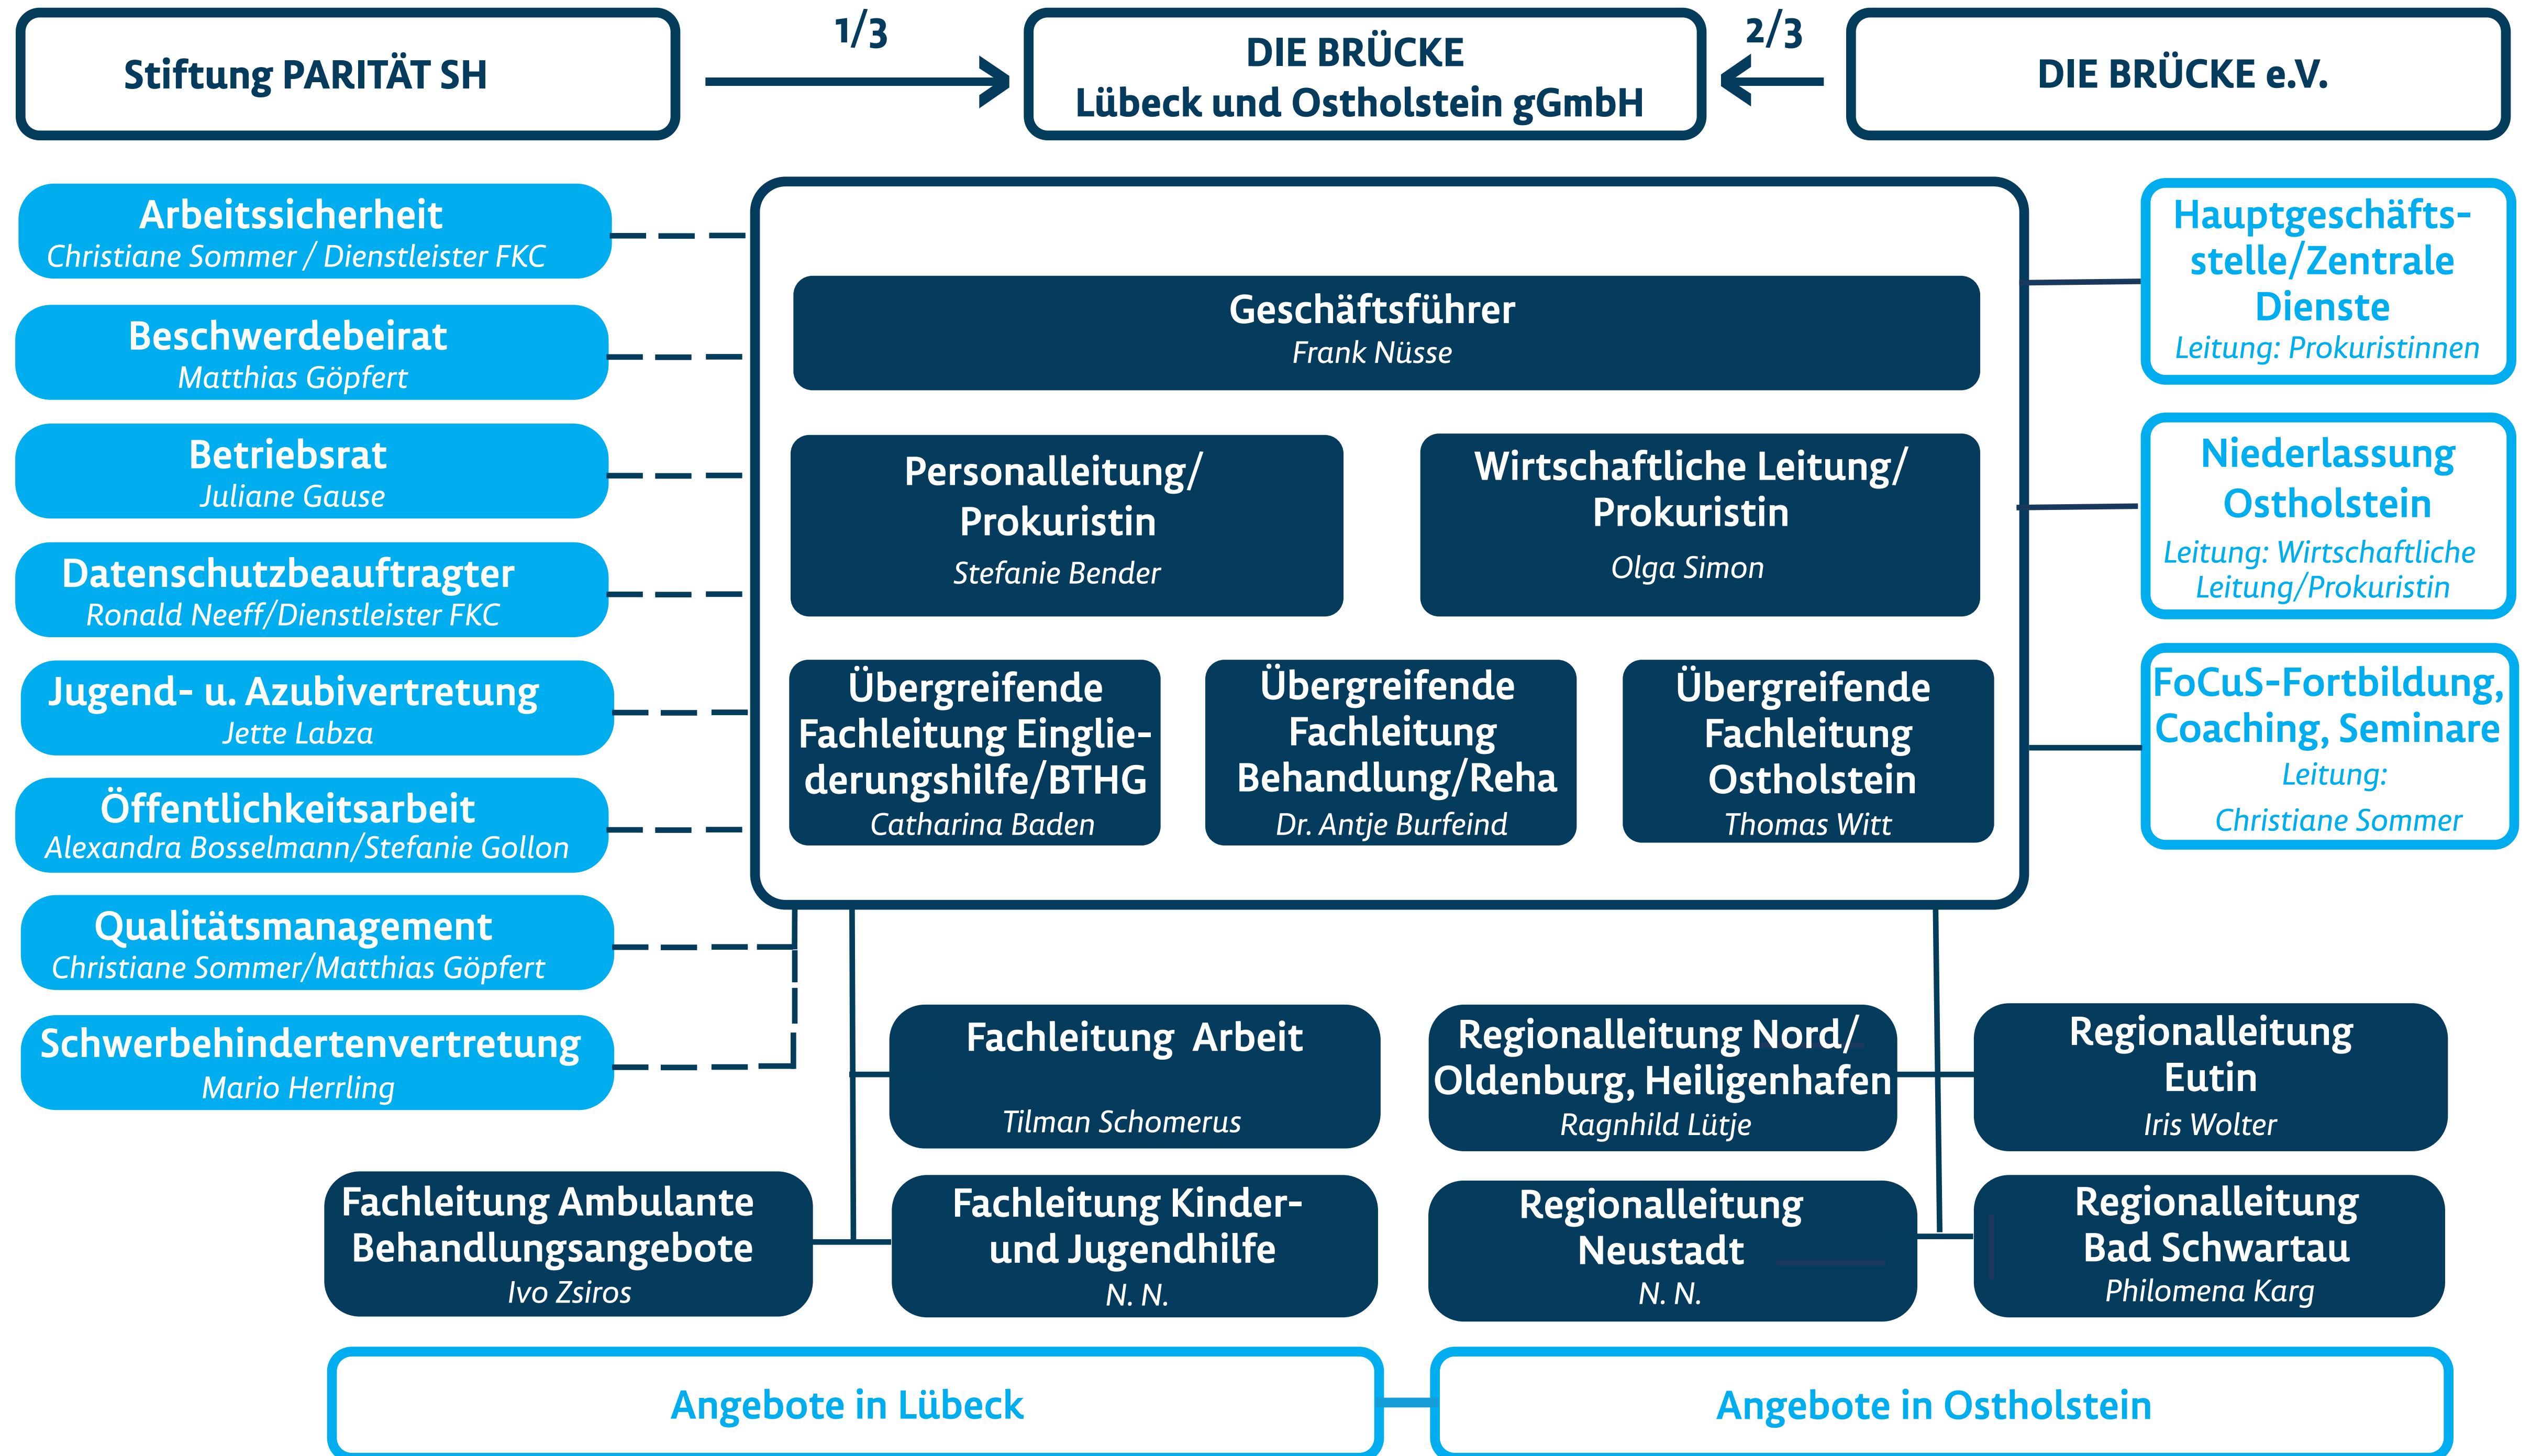 Stiftung PARITÄT SH
1/3
DIE BRÜCKE
Lübeck und Ostholstein gGmbH
2/3
DIE BRÜCKE e.V.
Arbeitssicherheit
Christiane Sommer / Dienstleister FKC
Beschwerdebeirat
Matthias Göpfert
Betriebsrat
Juliane Gause
Datenschutzbeauftragter
Ronald Neeff/Dienstleister FKC
Jugend- u. Azubivertretung
Jette Labza
Öffentlichkeitsarbeit
Alexandra Bosselmann/Stefanie Gollon
Qualitätsmanagement
Christiane Sommer/Matthias Göpfert
Schwerbehindertenvertretung
Mario Herrling
Geschäftsführer
Frank Nüsse
Personalleitung/
Prokuristin
Stefanie Bender
Wirtschaftliche Leitung/
Prokuristin
Olga Simon
Übergreifende
Fachleitung Einglie-
derungshilfe/BTHG
Catharina Baden
Übergreifende
Fachleitung
Behandlung/Reha
Dr. Antje Burfeind
Übergreifende
Fachleitung
Ostholstein
Thomas Witt
Hauptgeschäfts-
stelle/Zentrale
Dienste
Leitung: Prokuristinnen
Niederlassung
Ostholstein
Leitung: Wirtschaftliche
Leitung/Prokuristin
FoCuS-Fortbildung,
Coaching, Seminare
Leitung:
Christiane Sommer
Fachleitung Arbeit
Tilman Schomerus
Regionalleitung Nord/
Oldenburg, Heiligenhafen
Ragnhild Lütje
Regionalleitung
Eutin
Iris Wolter
Fachleitung Ambulante
Behandlungsangebote
Ivo Zsiros
Fachleitung Kinder-
und Jugendhilfe
N. N.
Regionalleitung
Neustadt
N. N.
Regionalleitung
Bad Schwartau
Philomena Karg
Angebote in Lübeck
Angebote in Ostholstein